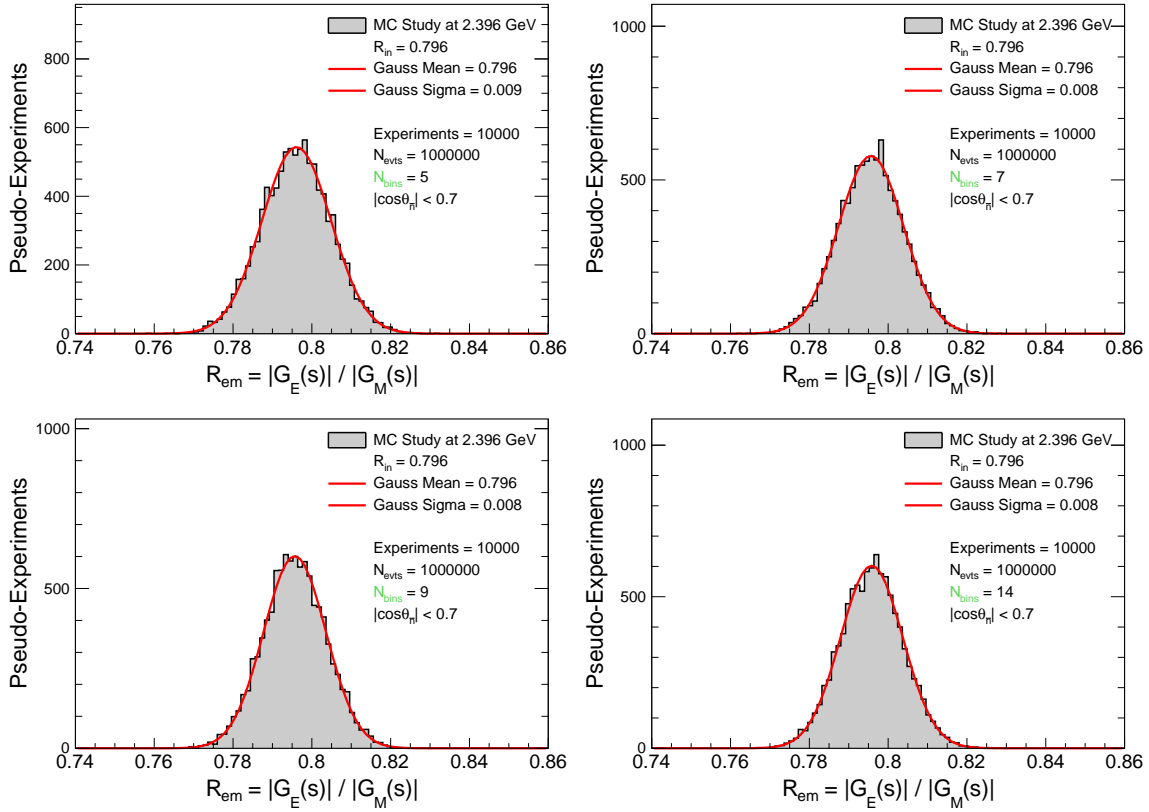 MC Study at 2.396 GeV
R_in = 0.796
Gauss Mean = 0.796
Gauss Sigma = 0.009
Experiments = 10000
N_evts = 1000000
N_bins = 5
|cosθ_n̄| < 0.7
Pseudo-Experiments
800
600
400
200
0
0.74 0.76 0.78 0.8 0.82 0.84 0.86
R_em = |G_E(s)| / |G_M(s)|
MC Study at 2.396 GeV
R_in = 0.796
Gauss Mean = 0.796
Gauss Sigma = 0.008
Experiments = 10000
N_evts = 1000000
N_bins = 7
|cosθ_n̄| < 0.7
Pseudo-Experiments
1000
500
0
0.74 0.76 0.78 0.8 0.82 0.84 0.86
R_em = |G_E(s)| / |G_M(s)|
MC Study at 2.396 GeV
R_in = 0.796
Gauss Mean = 0.796
Gauss Sigma = 0.008
Experiments = 10000
N_evts = 1000000
N_bins = 9
|cosθ_n̄| < 0.7
Pseudo-Experiments
1000
500
0
0.74 0.76 0.78 0.8 0.82 0.84 0.86
R_em = |G_E(s)| / |G_M(s)|
MC Study at 2.396 GeV
R_in = 0.796
Gauss Mean = 0.796
Gauss Sigma = 0.008
Experiments = 10000
N_evts = 1000000
N_bins = 14
|cosθ_n̄| < 0.7
Pseudo-Experiments
1000
500
0
0.74 0.76 0.78 0.8 0.82 0.84 0.86
R_em = |G_E(s)| / |G_M(s)|